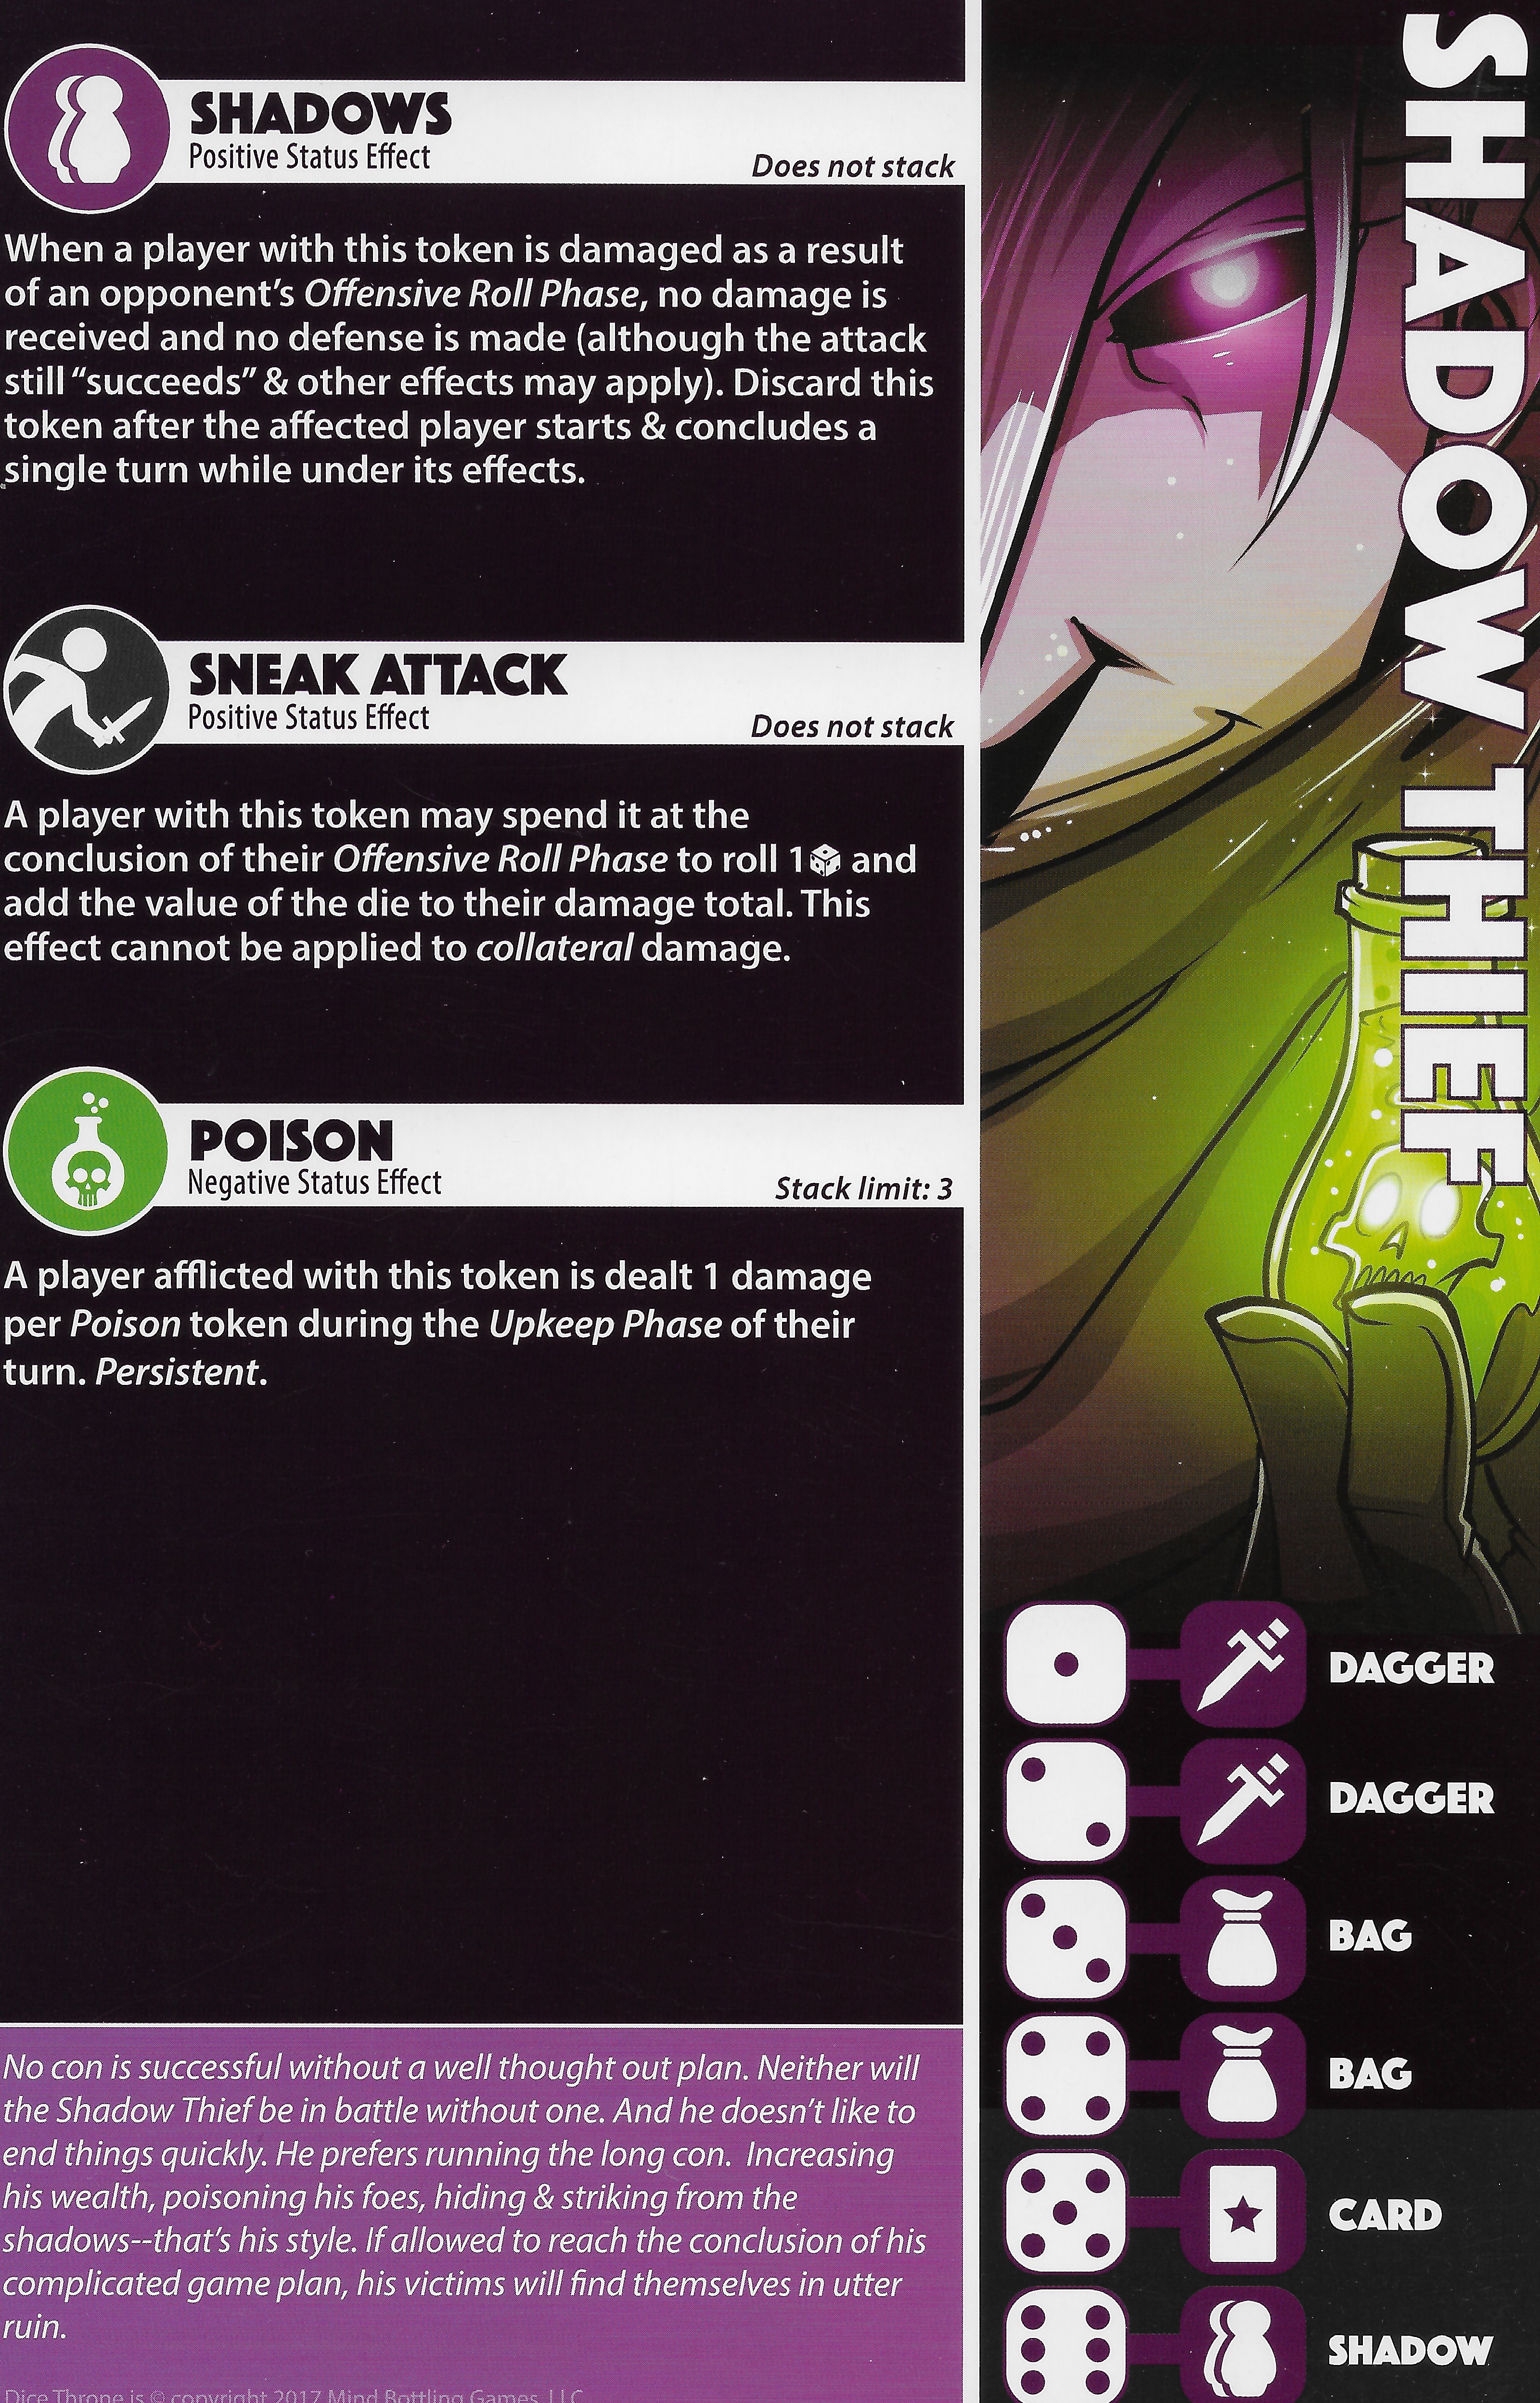 SHADOWS
Positive Status Effect
Does not stack
When a player with this token is damaged as a result
of an opponent's Offensive Roll Phase, no damage is
received and no defense is made (although the attack
still “succeeds” & other effects may apply). Discard this
token after the affected player starts & concludes a
single turn while under its effects.
SNEAK ATTACK
Positive Status Effect
Does not stack
A player with this token may spend it at the
conclusion of their Offensive Roll Phase to roll 1 and
add the value of the die to their damage total. This
effect cannot be applied to collateral damage.
POISON
Negative Status Effect
Stack limit: 3
A player afflicted with this token is dealt 1 damage
per Poison token during the Upkeep Phase of their
turn. Persistent.
No con is successful without a well thought out plan. Neither will
the Shadow Thief be in battle without one. And he doesn't like to
end things quickly. He prefers running the long con. Increasing
his wealth, poisoning his foes, hiding & striking from the
shadows--that's his style. If allowed to reach the conclusion of his
complicated game plan, his victims will find themselves in utter
ruin.
Dice Throne is © copyright 2017 Mind Bottling Games, LLC
SHADOW THIEF
DAGGER
DAGGER
BAG
BAG
CARD
SHADOW